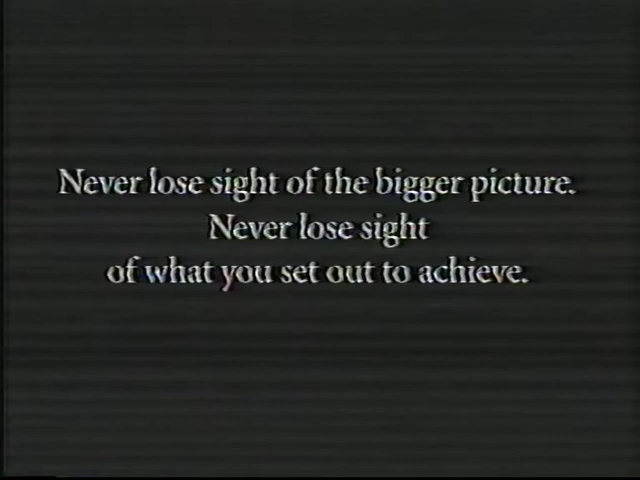 Never lose sight of the bigger picture.
Never lose sight
of what you set out to achieve.